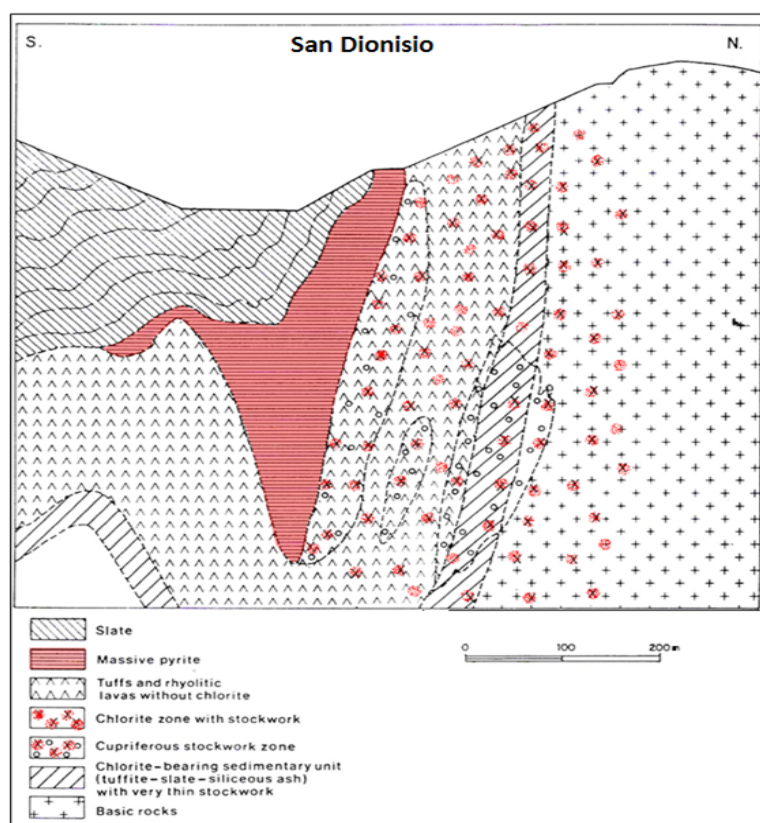 S.
San Dionisio
N.
Slate
Massive pyrite
Tuffs and rhyolitic
lavas without chlorite
Chlorite zone with stockwork
Cupriferous stockwork zone
Chlorite-bearing sedimentary unit
(tuffite-slate-siliceous ash)
with very thin stockwork
Basic rocks
0 100 200 m